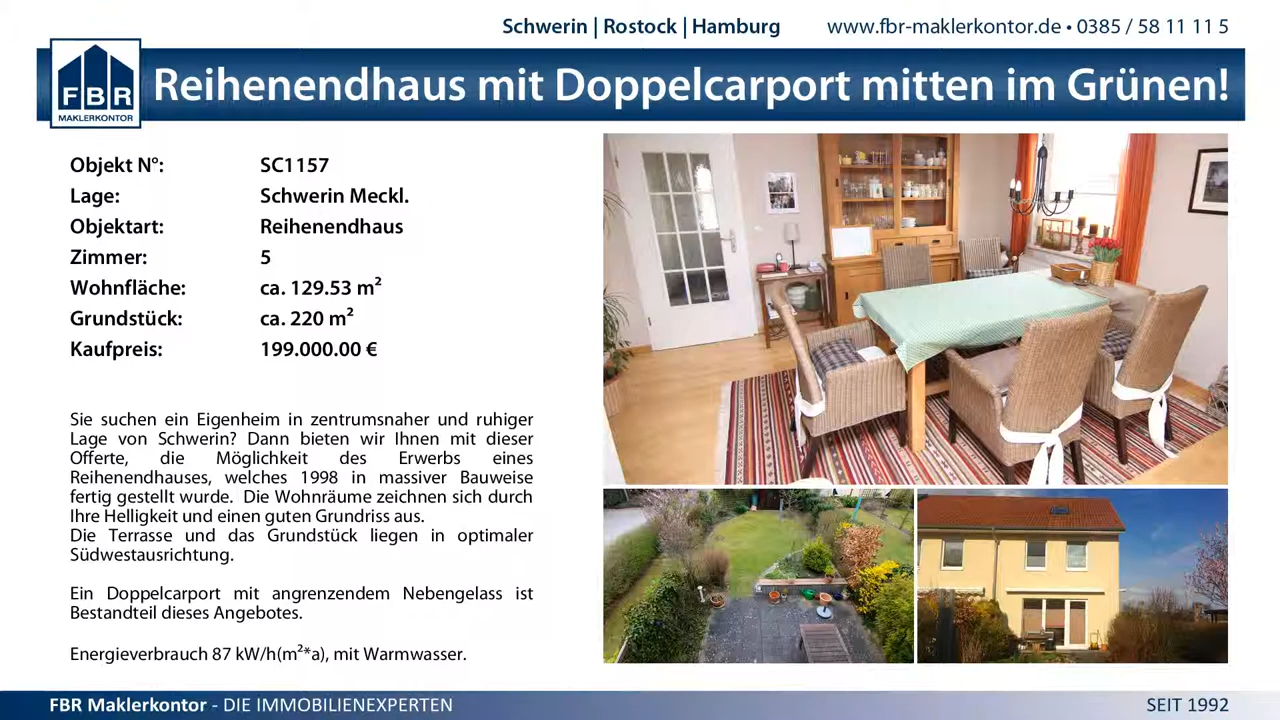 Schwerin | Rostock | Hamburg
www.fbr-maklerkontor.de • 0385 / 58 11 11 5
FBR
MAKLERKONTOR
Reihenendhaus mit Doppelcarport mitten im Grünen!
Objekt N°: SC1157
Lage: Schwerin Meckl.
Objektart: Reihenendhaus
Zimmer: 5
Wohnfläche: ca. 129.53 m²
Grundstück: ca. 220 m²
Kaufpreis: 199.000.00 €
Sie suchen ein Eigenheim in zentrumsnaher und ruhiger
Lage von Schwerin? Dann bieten wir Ihnen mit dieser
Offerte, die Möglichkeit des Erwerbs eines
Reihenendhauses, welches 1998 in massiver Bauweise
fertig gestellt wurde. Die Wohnräume zeichnen sich durch
Ihre Helligkeit und einen guten Grundriss aus.
Die Terrasse und das Grundstück liegen in optimaler
Südwestausrichtung.
Ein Doppelcarport mit angrenzendem Nebengelass ist
Bestandteil dieses Angebotes.
Energieverbrauch 87 kW/h(m²*a), mit Warmwasser.
FBR Maklerkontor - DIE IMMOBILIENEXPERTEN
SEIT 1992